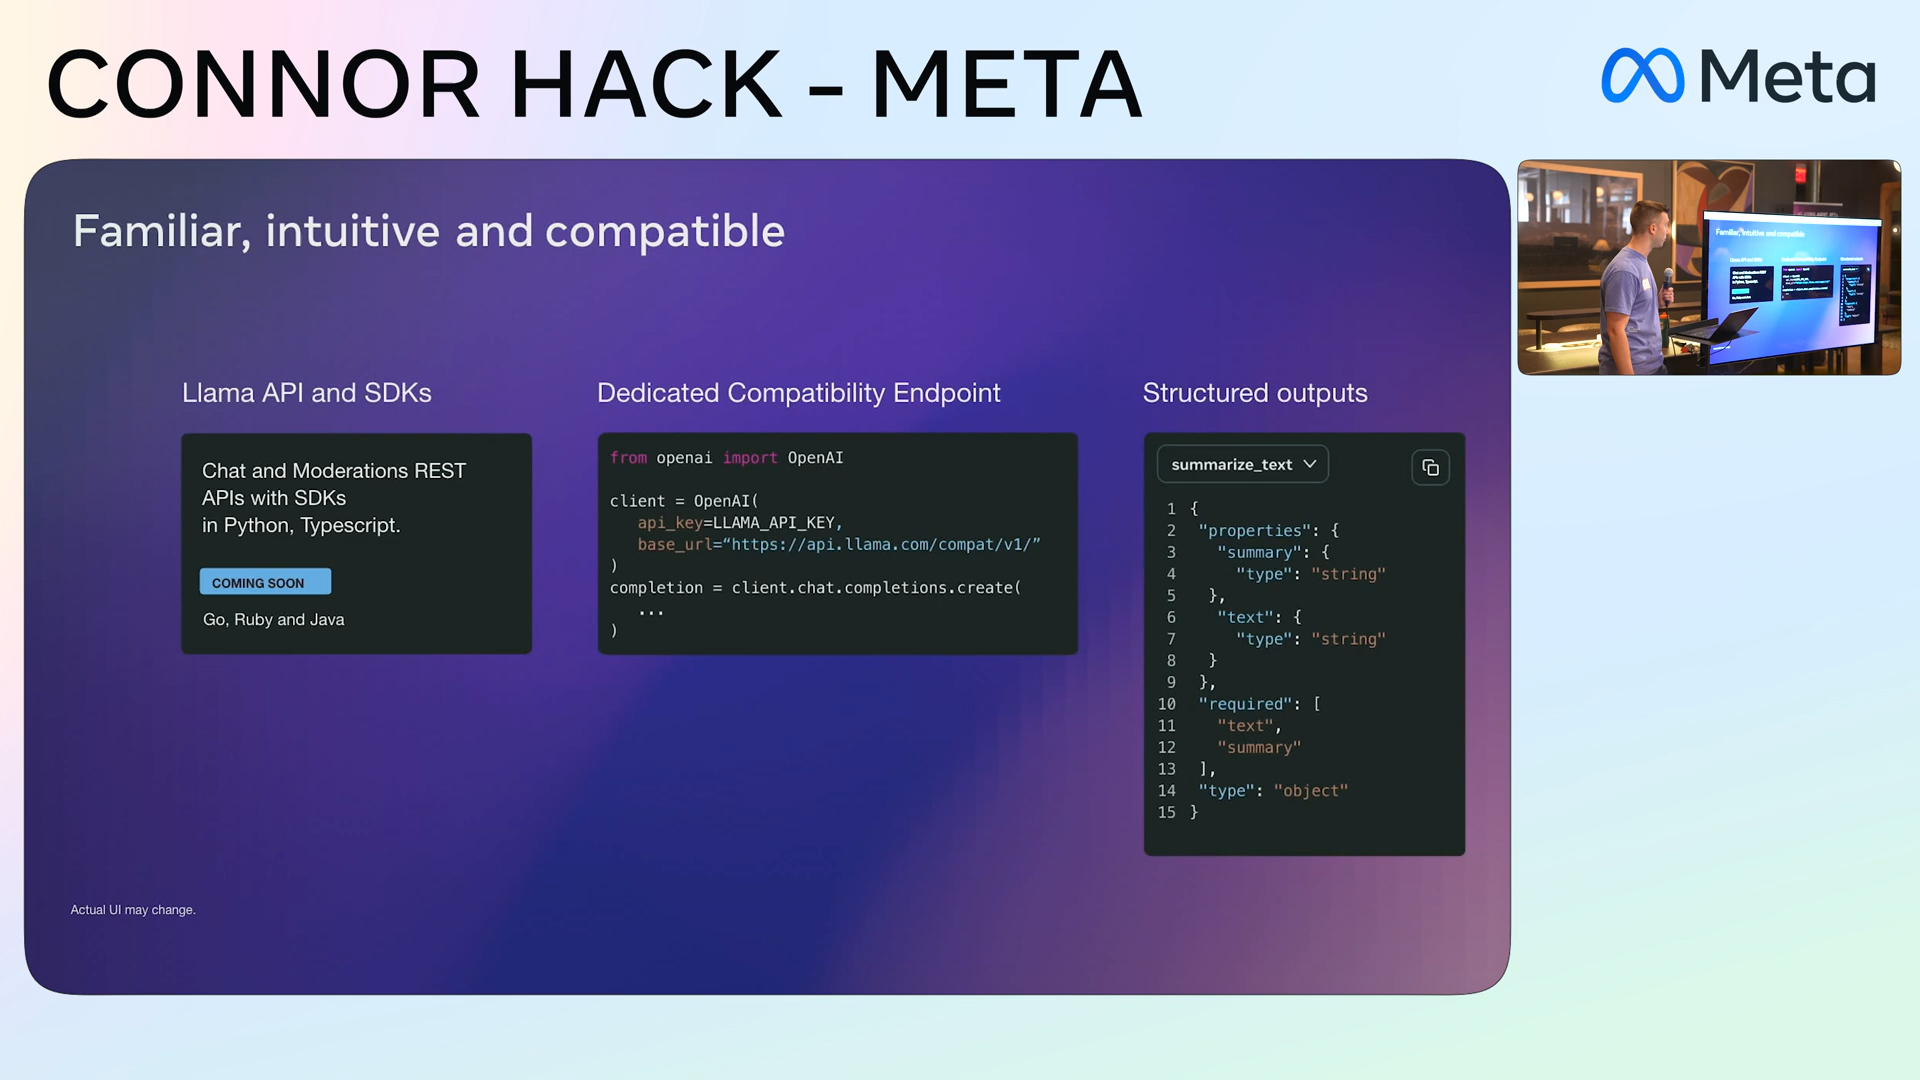 CONNOR HACK - META
Meta
Familiar, intuitive and compatible
Llama API and SDKs
Chat and Moderations REST
APIs with SDKs
in Python, Typescript.
COMING SOON
Go, Ruby and Java
Dedicated Compatibility Endpoint
from openai import OpenAI
client = OpenAI(
api_key=LLAMA_API_KEY,
base_url=“https://api.llama.com/compat/v1/”
)
completion = client.chat.completions.create(
...
)
Structured outputs
summarize_text
1 {
2 "properties": {
3 "summary": {
4 "type": "string"
5 },
6 "text": {
7 "type": "string"
8 }
9 },
10 "required": [
11 "text",
12 "summary"
13 ],
14 "type": "object"
15 }
Actual UI may change.
Familiar, intuitive and compatible